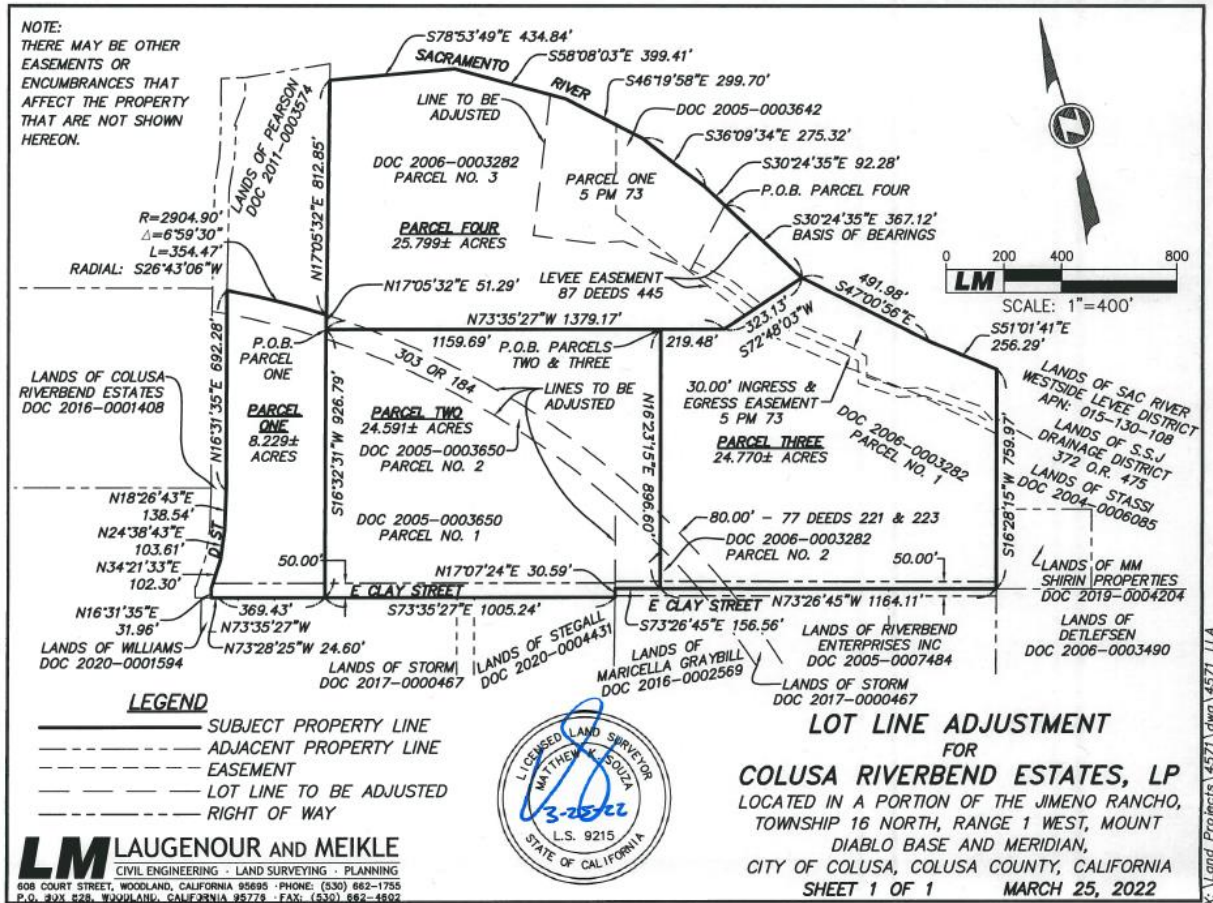 NOTE:
THERE MAY BE OTHER
EASEMENTS OR
ENCUMBRANCES THAT
AFFECT THE PROPERTY
THAT ARE NOT SHOWN
HEREON.
S78°53'49"E 434.84'
SACRAMENTO
RIVER
S58°08'03"E 399.41'
S46°19'58"E 299.70'
LINE TO BE
ADJUSTED
DOC 2005-0003642
S36°09'34"E 275.32'
S30°24'35"E 92.28'
P.O.B. PARCEL FOUR
S30°24'35"E 367.12'
BASIS OF BEARINGS
LANDS OF PEARSON
DOC 2011-0003574
N17°05'32"E 812.85'
DOC 2006-0003282
PARCEL NO. 3
PARCEL ONE
5 PM 73
PARCEL FOUR
25.799± ACRES
R=2904.90'
△=6°59'30"
L=354.47'
RADIAL: S26°43'06"W
LEVEE EASEMENT
87 DEEDS 445
N17°05'32"E 51.29'
491.98'
S47°00'56"E
0 200 400 800
LM
SCALE: 1"=400'
S51°01'41"E
256.29'
N73°35'27"W 1379.17'
323.13'
S72°48'03"W
1159.69'
219.48'
P.O.B.
PARCEL
ONE
P.O.B. PARCELS
TWO & THREE
303 OR 184
LINES TO BE
ADJUSTED
N16°31'35"E 692.28'
LANDS OF COLUSA
RIVERBEND ESTATES
DOC 2016-0001408
PARCEL
ONE
8.229±
ACRES
S16°32'31"W 926.79'
PARCEL TWO
24.591± ACRES
DOC 2005-0003650
PARCEL NO. 2
DOC 2005-0003650
PARCEL NO. 1
N16°23'15"E 896.60'
30.00' INGRESS &
EGRESS EASEMENT
5 PM 73
PARCEL THREE
24.770± ACRES
DOC 2006-0003282
PARCEL NO. 1
LANDS OF SAC RIVER
WESTSIDE LEVEE DISTRICT
APN: 015-130-108
LANDS OF S.S.J
DRAINAGE DISTRICT
372 O.R. 475
LANDS OF STASSI
DOC 2004-0006085
S16°28'15"W 759.97'
N18°26'43"E
138.54'
N24°38'43"E
103.61'
N34°21'33"E
102.30'
DIST
80.00' - 77 DEEDS 221 & 223
DOC 2006-0003282
PARCEL NO. 2
50.00'
50.00'
N17°07'24"E 30.59'
E CLAY STREET
E CLAY STREET
N16°31'35"E
31.96'
369.43'
N73°35'27"W
S73°35'27"E 1005.24'
N73°26'45"W 1164.11'
S73°26'45"E 156.56'
N73°28'25"W 24.60'
LANDS OF WILLIAMS
DOC 2020-0001594
LANDS OF STORM
DOC 2017-0000467
LANDS OF STEGALL
DOC 2020-0004431
LANDS OF
MARICELLA GRAYBILL
DOC 2016-0002569
LANDS OF RIVERBEND
ENTERPRISES INC
DOC 2005-0007484
LANDS OF STORM
DOC 2017-0000467
LANDS OF MM
SHIRIN PROPERTIES
DOC 2019-0004204
LANDS OF
DETLEFSEN
DOC 2006-0003490
LEGEND
SUBJECT PROPERTY LINE
ADJACENT PROPERTY LINE
EASEMENT
LOT LINE TO BE ADJUSTED
RIGHT OF WAY
LM LAUGENOUR AND MEIKLE
CIVIL ENGINEERING · LAND SURVEYING · PLANNING
608 COURT STREET, WOODLAND, CALIFORNIA 95695 · PHONE: (530) 662-1755
P.O. BOX 828, WOODLAND, CALIFORNIA 95776 · FAX: (530) 662-4602
LICENSED LAND SURVEYOR
MATTHEW K. SOUZA
3-25-22
L.S. 9215
STATE OF CALIFORNIA
LOT LINE ADJUSTMENT
FOR
COLUSA RIVERBEND ESTATES, LP
LOCATED IN A PORTION OF THE JIMENO RANCHO,
TOWNSHIP 16 NORTH, RANGE 1 WEST, MOUNT
DIABLO BASE AND MERIDIAN,
CITY OF COLUSA, COLUSA COUNTY, CALIFORNIA
SHEET 1 OF 1 MARCH 25, 2022
X: \Land Projects\4571\dwg\4571 LLA